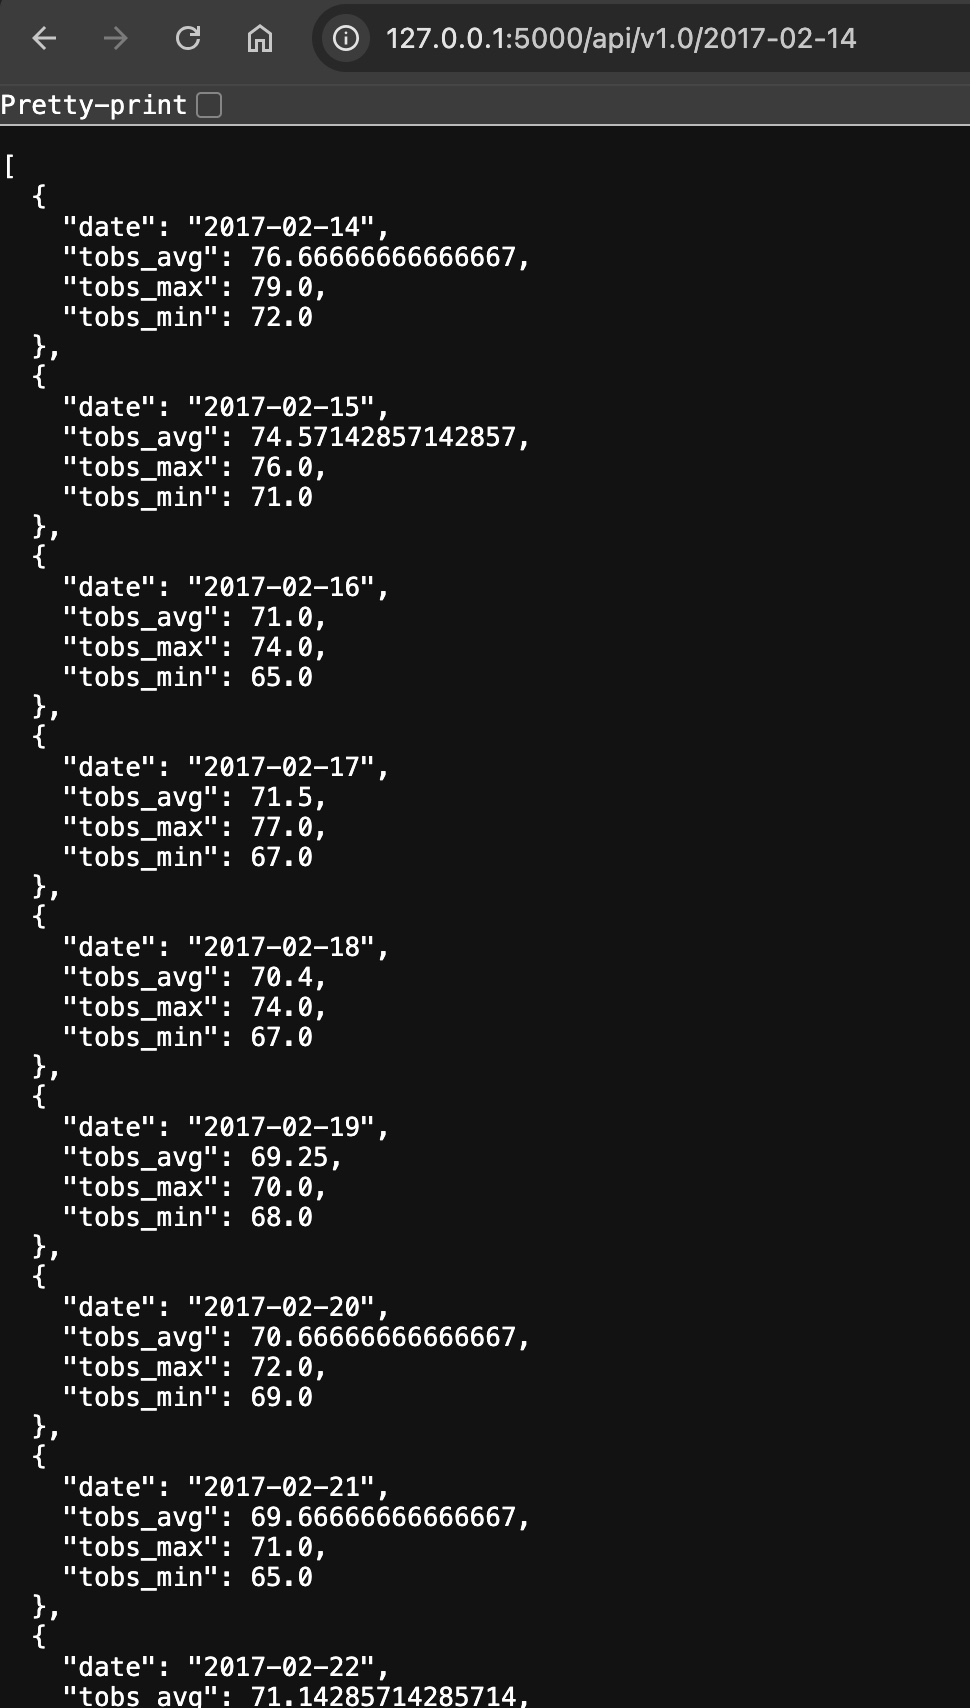 127.0.0.1:5000/api/v1.0/2017-02-14
Pretty-print
[
  {
    "date": "2017-02-14",
    "tobs_avg": 76.66666666666667,
    "tobs_max": 79.0,
    "tobs_min": 72.0
  },
  {
    "date": "2017-02-15",
    "tobs_avg": 74.57142857142857,
    "tobs_max": 76.0,
    "tobs_min": 71.0
  },
  {
    "date": "2017-02-16",
    "tobs_avg": 71.0,
    "tobs_max": 74.0,
    "tobs_min": 65.0
  },
  {
    "date": "2017-02-17",
    "tobs_avg": 71.5,
    "tobs_max": 77.0,
    "tobs_min": 67.0
  },
  {
    "date": "2017-02-18",
    "tobs_avg": 70.4,
    "tobs_max": 74.0,
    "tobs_min": 67.0
  },
  {
    "date": "2017-02-19",
    "tobs_avg": 69.25,
    "tobs_max": 70.0,
    "tobs_min": 68.0
  },
  {
    "date": "2017-02-20",
    "tobs_avg": 70.66666666666667,
    "tobs_max": 72.0,
    "tobs_min": 69.0
  },
  {
    "date": "2017-02-21",
    "tobs_avg": 69.66666666666667,
    "tobs_max": 71.0,
    "tobs_min": 65.0
  },
  {
    "date": "2017-02-22",
    "tobs_avg": 71.14285714285714,